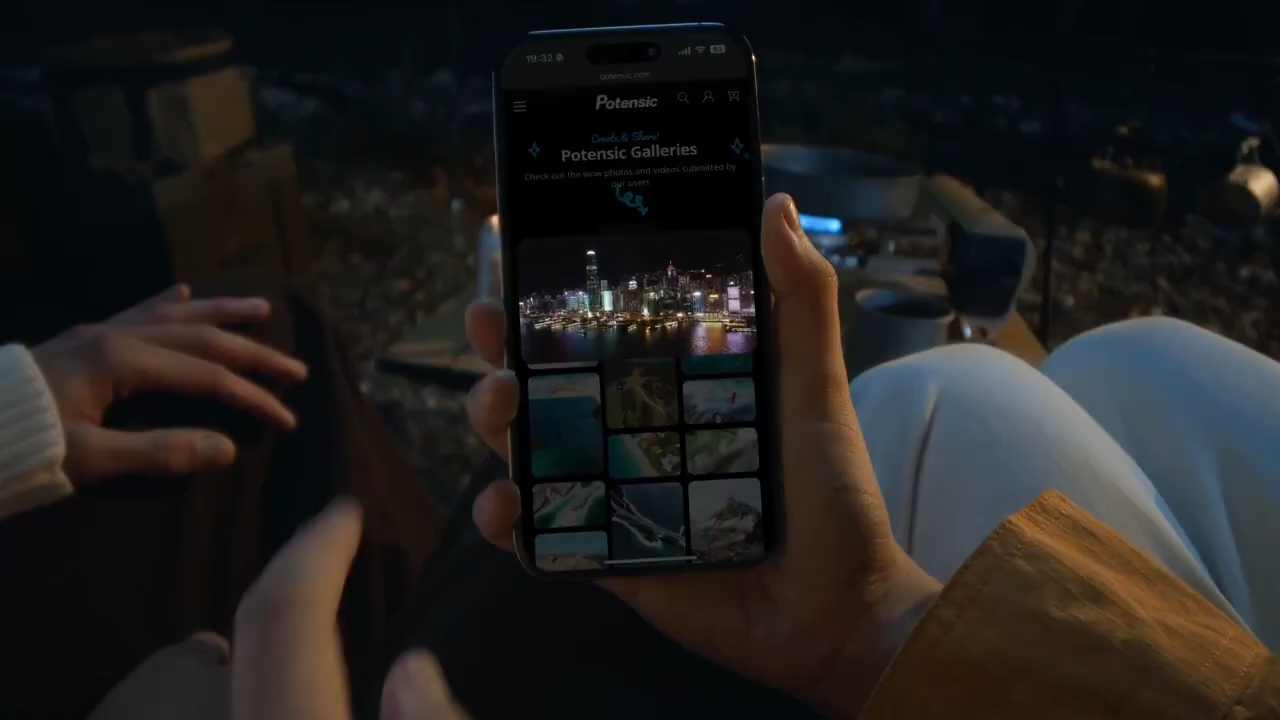 19:32
potensic.com
Potensic
Create & Share!
Potensic Galleries
Check out the wow photos and videos submitted by
our users